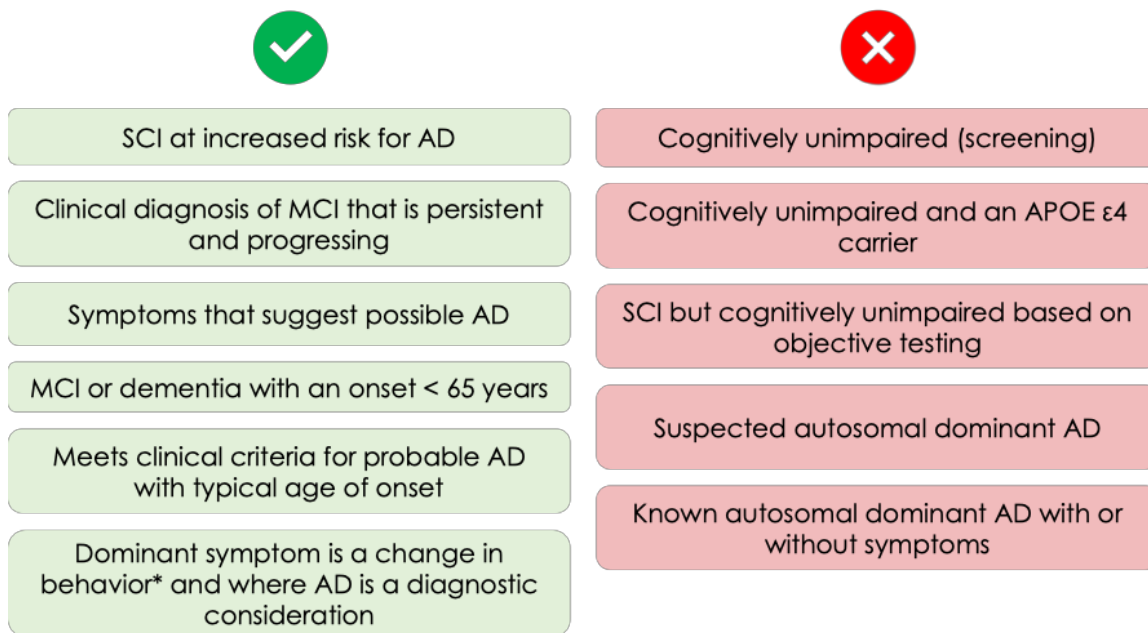 SCI at increased risk for AD
Clinical diagnosis of MCI that is persistent
and progressing
Symptoms that suggest possible AD
MCI or dementia with an onset < 65 years
Meets clinical criteria for probable AD
with typical age of onset
Dominant symptom is a change in
behavior* and where AD is a diagnostic
consideration
Cognitively unimpaired (screening)
Cognitively unimpaired and an APOE ε4
carrier
SCI but cognitively unimpaired based on
objective testing
Suspected autosomal dominant AD
Known autosomal dominant AD with or
without symptoms